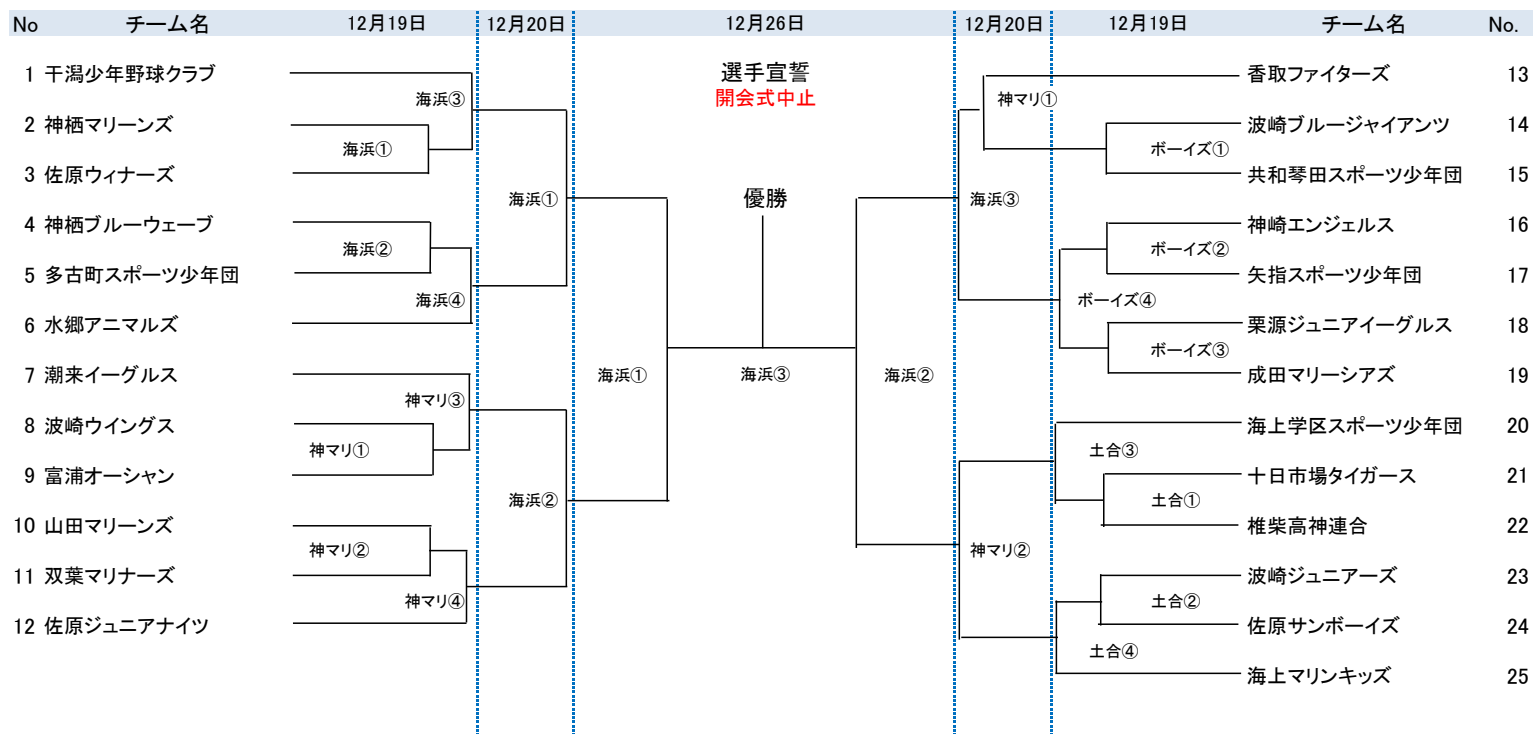 No チーム名 12月19日 12月20日 12月26日 12月20日 12月19日 チーム名 No.
選手宣誓
開会式中止
優勝
1 干潟少年野球クラブ
2 神栖マリーンズ
3 佐原ウィナーズ
4 神栖ブルーウェーブ
5 多古町スポーツ少年団
6 水郷アニマルズ
7 潮来イーグルス
8 波崎ウイングス
9 富浦オーシャン
10 山田マリーンズ
11 双葉マリナーズ
12 佐原ジュニアナイツ
海浜③
海浜①
海浜②
海浜④
神マリ③
神マリ①
神マリ②
神マリ④
海浜①
海浜②
海浜①
海浜③
海浜②
海浜③
神マリ②
神マリ①
ボーイズ①
ボーイズ②
ボーイズ④
ボーイズ③
土合③
土合①
土合②
土合④
香取ファイターズ 13
波崎ブルージャイアンツ 14
共和琴田スポーツ少年団 15
神崎エンジェルス 16
矢指スポーツ少年団 17
栗源ジュニアイーグルス 18
成田マリーシアズ 19
海上学区スポーツ少年団 20
十日市場タイガース 21
椎柴高神連合 22
波崎ジュニアーズ 23
佐原サンボーイズ 24
海上マリンキッズ 25